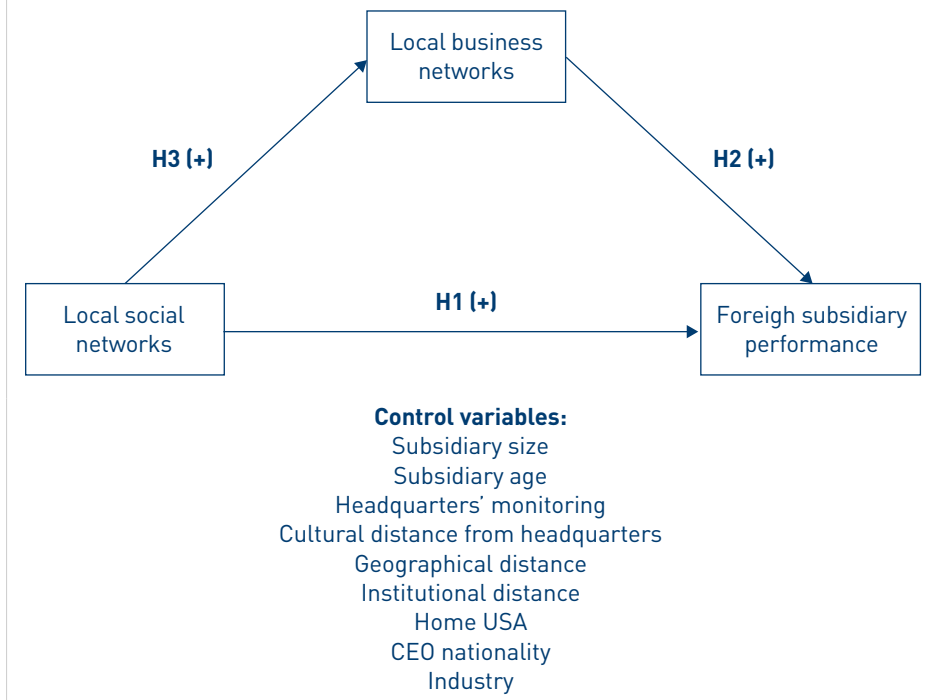 Local business
networks
H3 (+)
H2 (+)
Local social
networks
H1 (+)
Foreigh subsidiary
performance
Control variables:
Subsidiary size
Subsidiary age
Headquarters’ monitoring
Cultural distance from headquarters
Geographical distance
Institutional distance
Home USA
CEO nationality
Industry